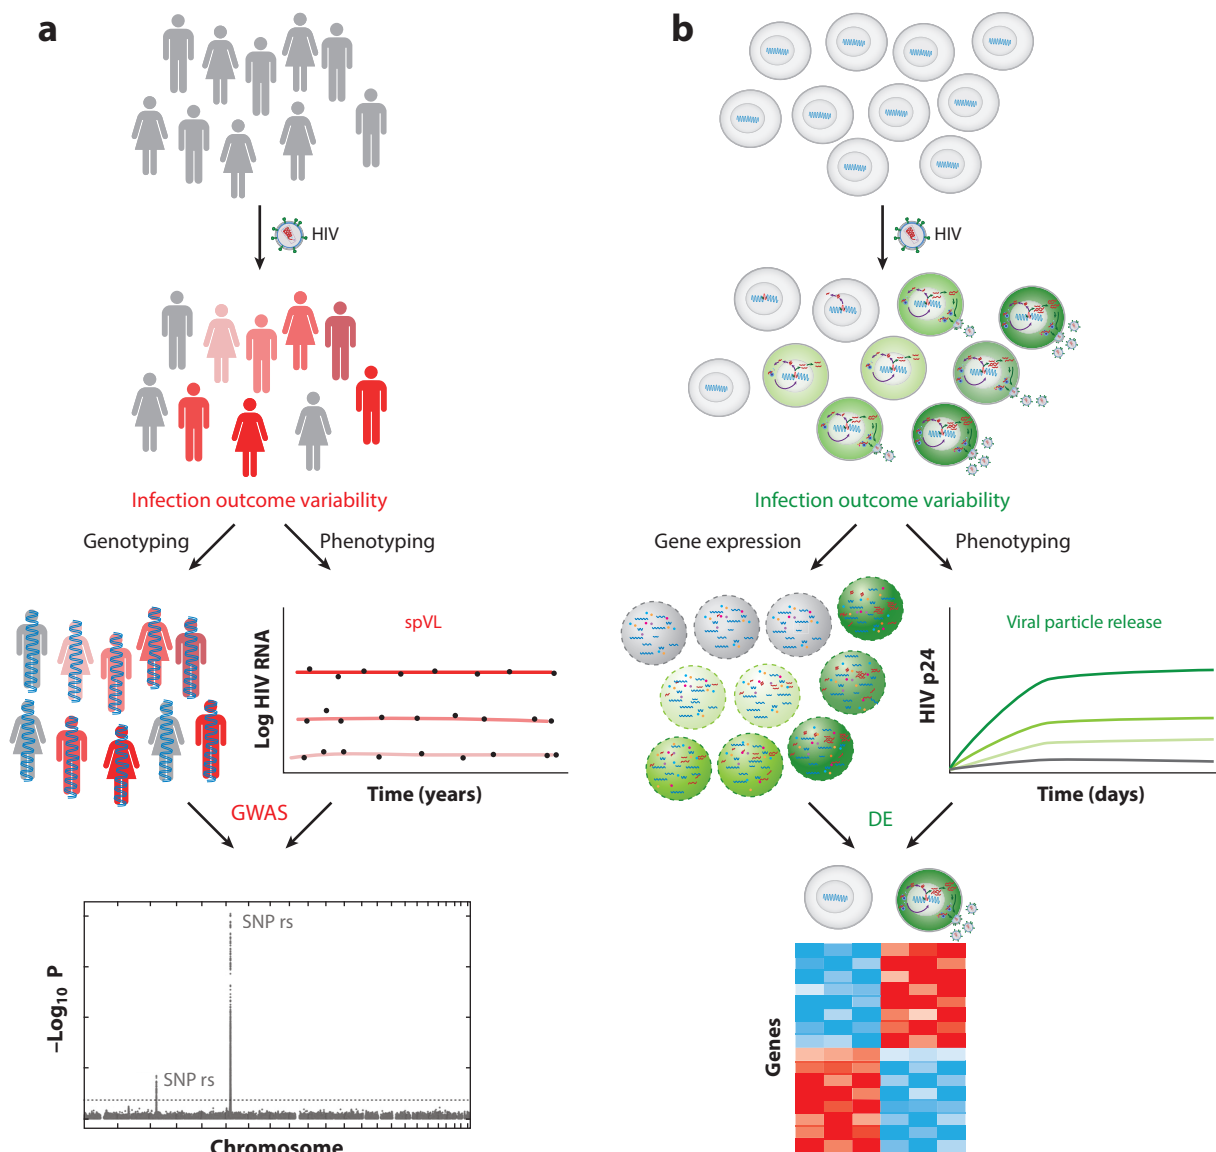 a
HIV
Infection outcome variability
Genotyping
Phenotyping
Log HIV RNA
spVL
Time (years)
GWAS
–Log10 P
SNP rs
SNP rs
Chromosome
b
HIV
Infection outcome variability
Gene expression
Phenotyping
HIV p24
Viral particle release
Time (days)
DE
Genes